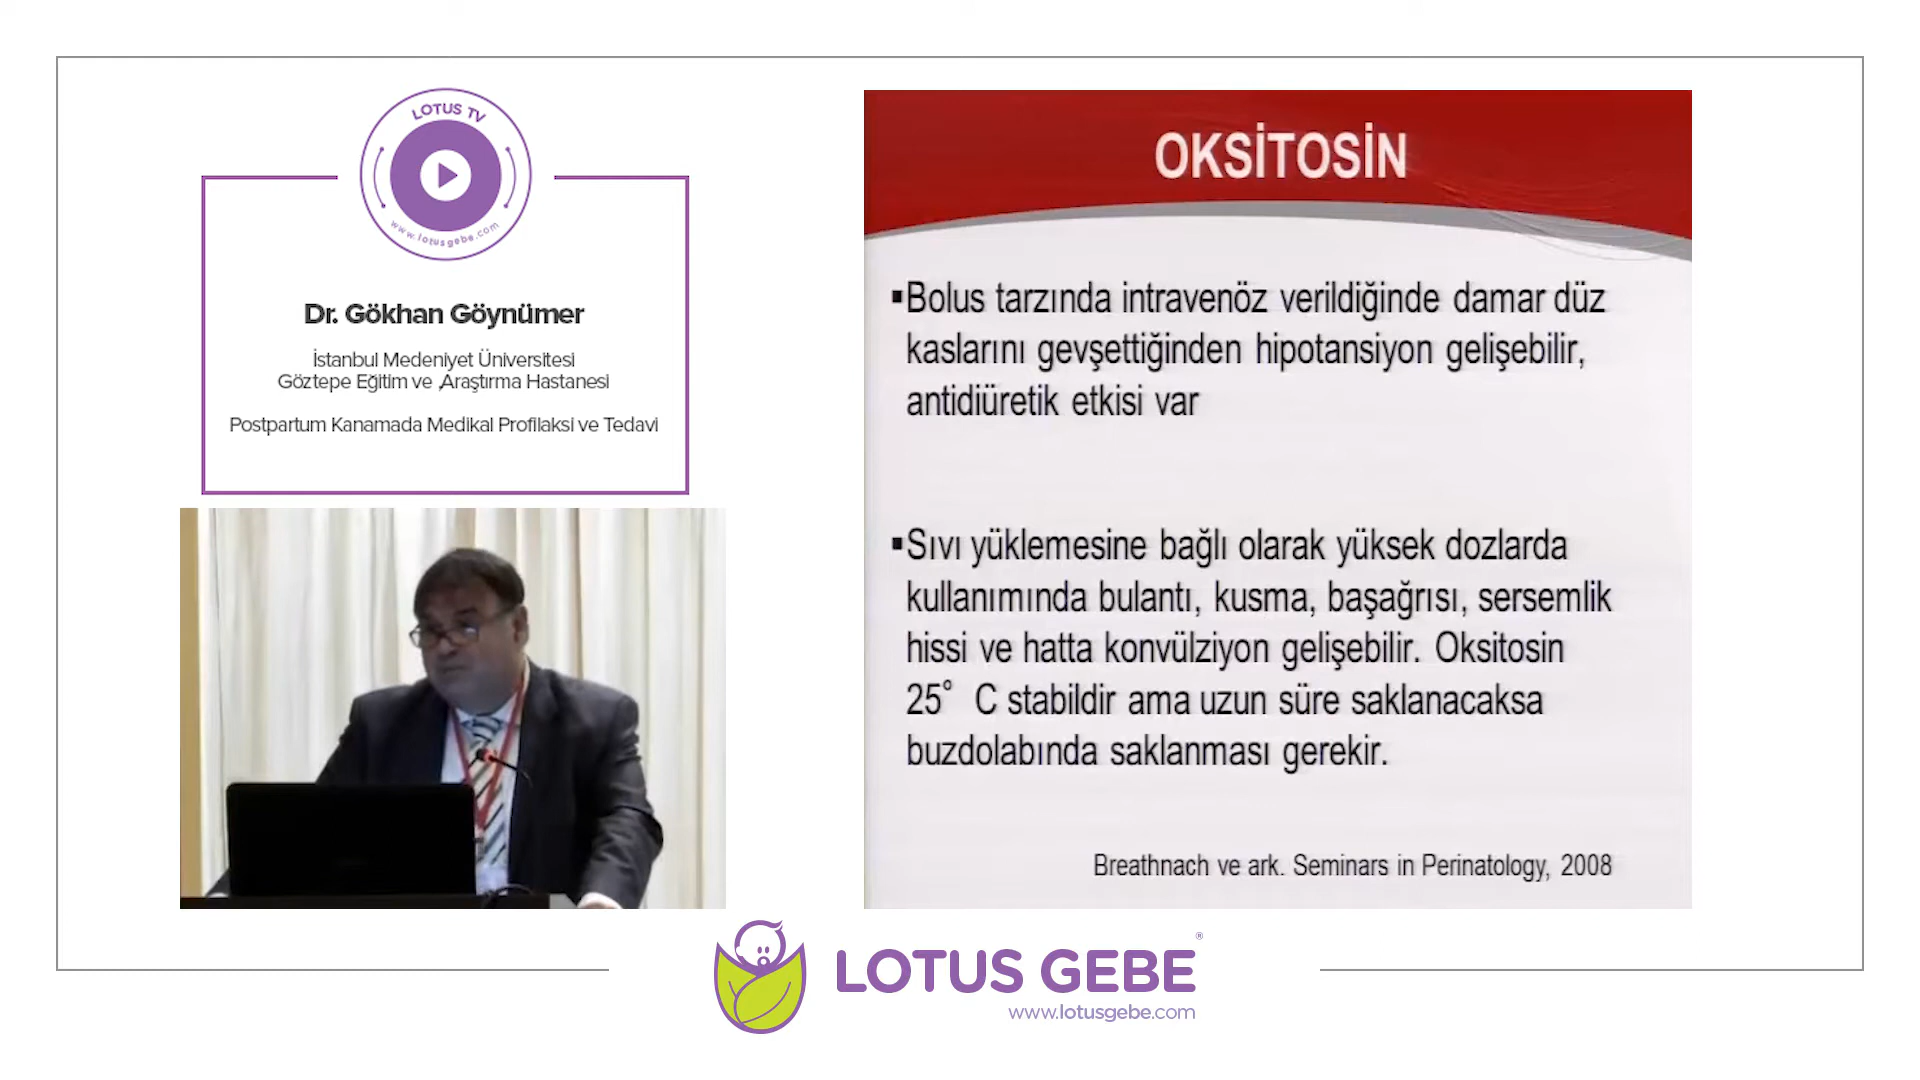 LOTUS TV
www.lotusgebe.com
Dr. Gökhan Göynümer
İstanbul Medeniyet Üniversitesi
Göztepe Eğitim ve ,Araştırma Hastanesi
Postpartum Kanamada Medikal Profilaksi ve Tedavi
OKSİTOSİN
▪Bolus tarzında intravenöz verildiğinde damar düz
kaslarını gevşettiğinden hipotansiyon gelişebilir,
antidiüretik etkisi var
▪Sıvı yüklemesine bağlı olarak yüksek dozlarda
kullanımında bulantı, kusma, başağrısı, sersemlik
hissi ve hatta konvülziyon gelişebilir. Oksitosin
25° C stabildir ama uzun süre saklanacaksa
buzdolabında saklanması gerekir.
Breathnach ve ark. Seminars in Perinatology, 2008
LOTUS GEBE®
www.lotusgebe.com